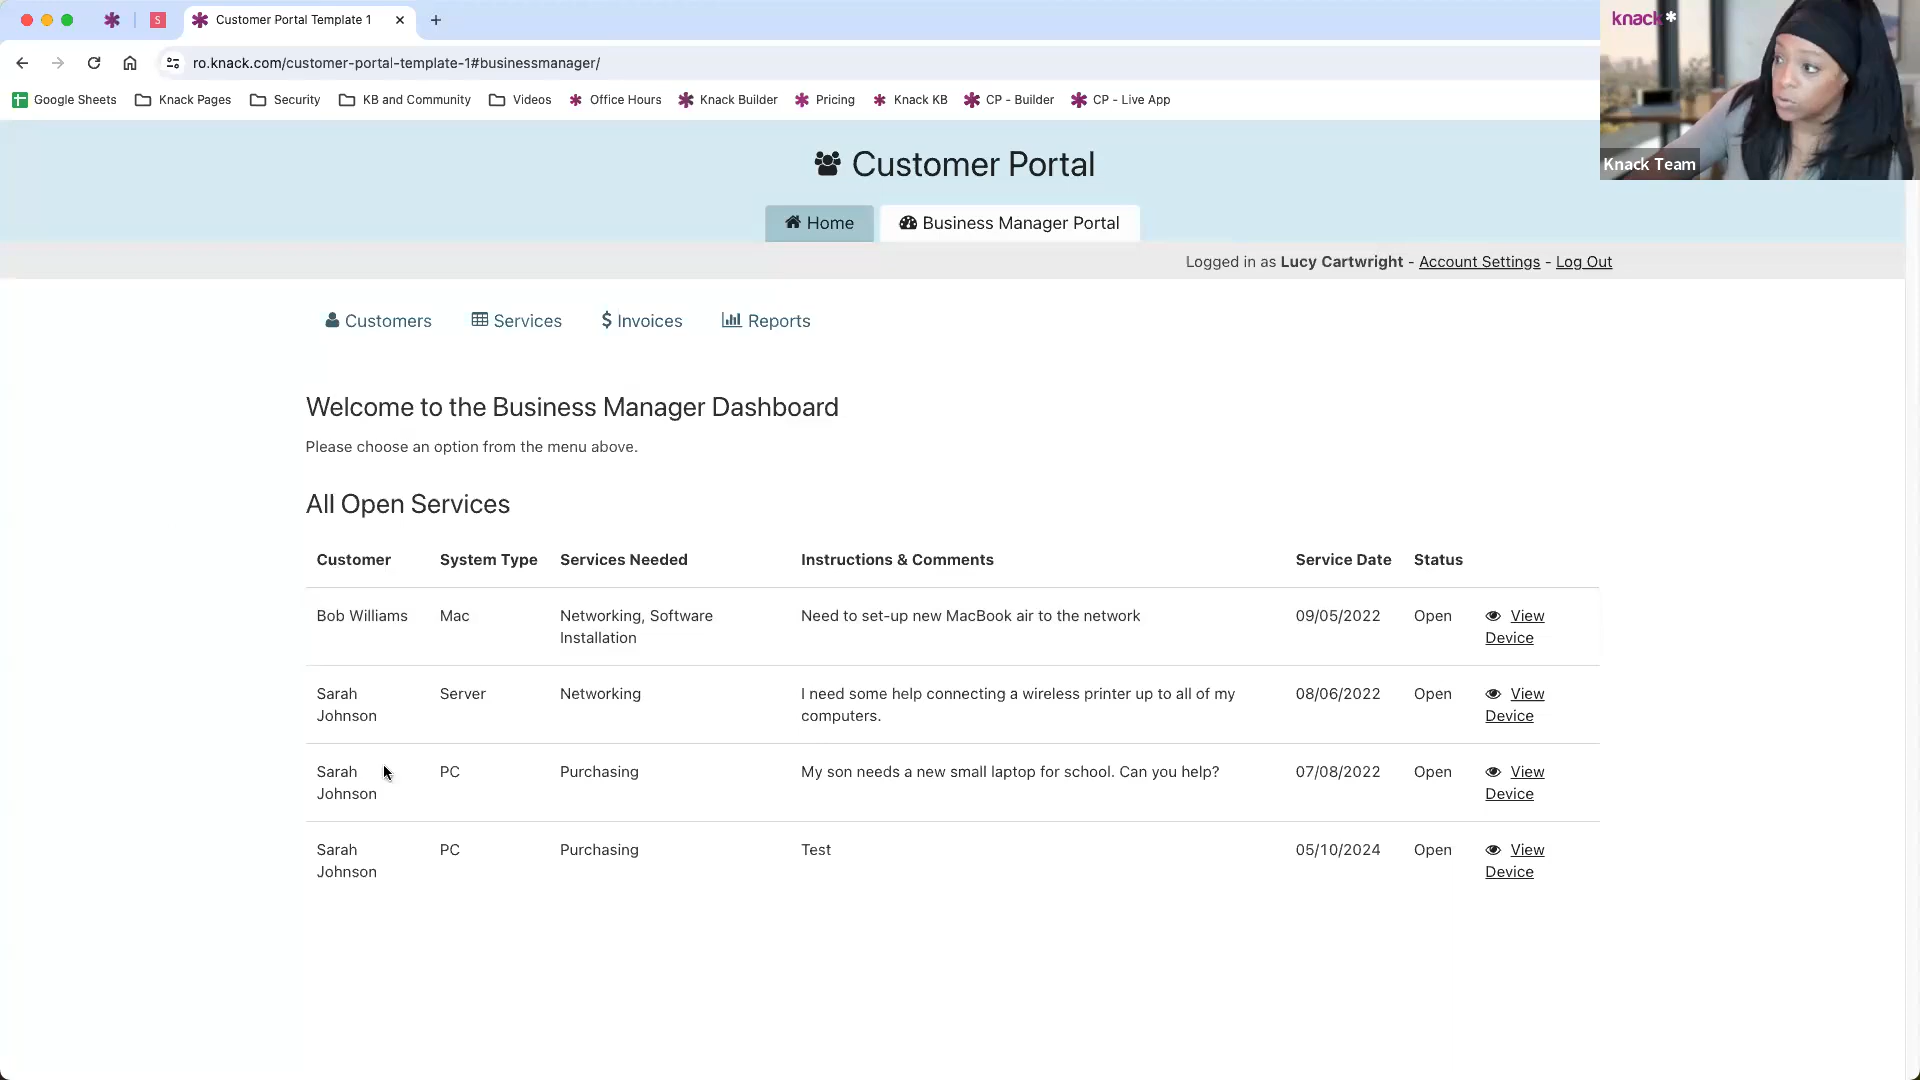 S
Customer Portal Template 1
knack*
ro.knack.com/customer-portal-template-1#businessmanager/
Google Sheets Knack Pages Security KB and Community Videos Office Hours Knack Builder Pricing Knack KB CP - Builder CP - Live App
Knack Team
Customer Portal
Home Business Manager Portal
Logged in as Lucy Cartwright - Account Settings - Log Out
Customers Services Invoices Reports
Welcome to the Business Manager Dashboard
Please choose an option from the menu above.
All Open Services
Customer System Type Services Needed Instructions & Comments Service Date Status
Bob Williams Mac Networking, Software Need to set-up new MacBook air to the network 09/05/2022 Open View
Installation Device
Sarah Server Networking I need some help connecting a wireless printer up to all of my 08/06/2022 Open View
Johnson computers. Device
Sarah PC Purchasing My son needs a new small laptop for school. Can you help? 07/08/2022 Open View
Johnson Device
Sarah PC Purchasing Test 05/10/2024 Open View
Johnson Device